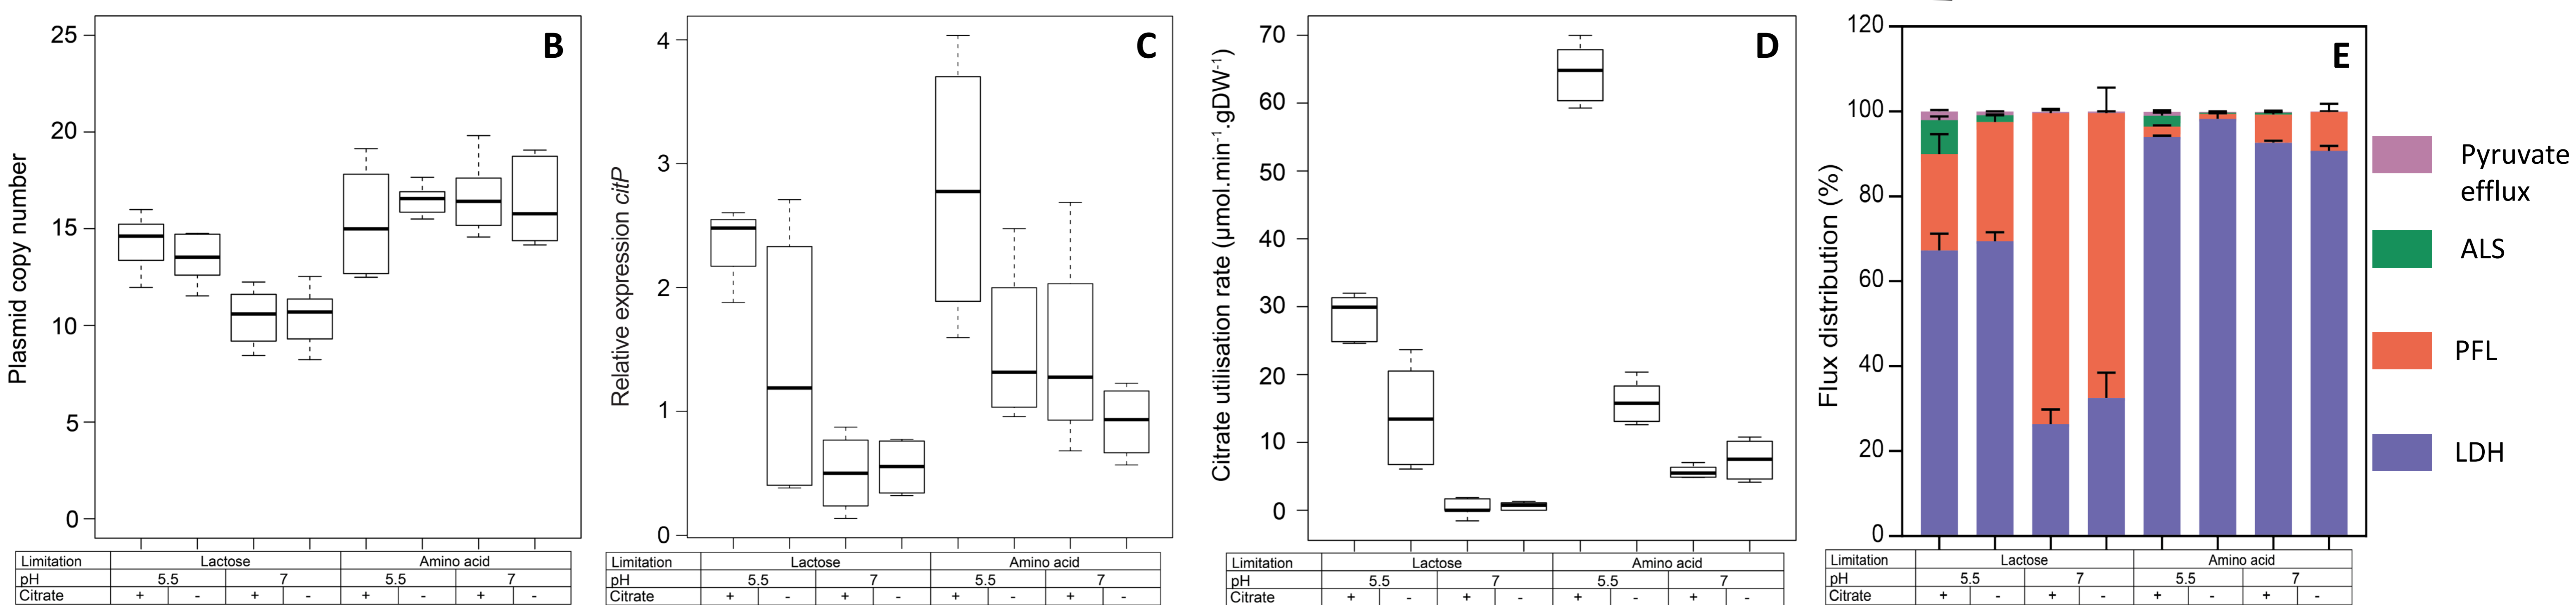 B
Plasmid copy number
25
20
15
10
5
0
Limitation Lactose Amino acid
pH 5.5 7 5.5 7
Citrate + - + - + - + -
C
Relative expression citP
4
3
2
1
0
Limitation Lactose Amino acid
pH 5.5 7 5.5 7
Citrate + - + - + - + -
D
Citrate utilisation rate (µmol.min⁻¹.gDW⁻¹)
70
60
50
40
30
20
10
0
Limitation Lactose Amino acid
pH 5.5 7 5.5 7
Citrate + - + - + - + -
E
Flux distribution (%)
120
100
80
60
40
20
0
Limitation Lactose Amino acid
pH 5.5 7 5.5 7
Citrate + - + - + - + -
Pyruvate
efflux
ALS
PFL
LDH